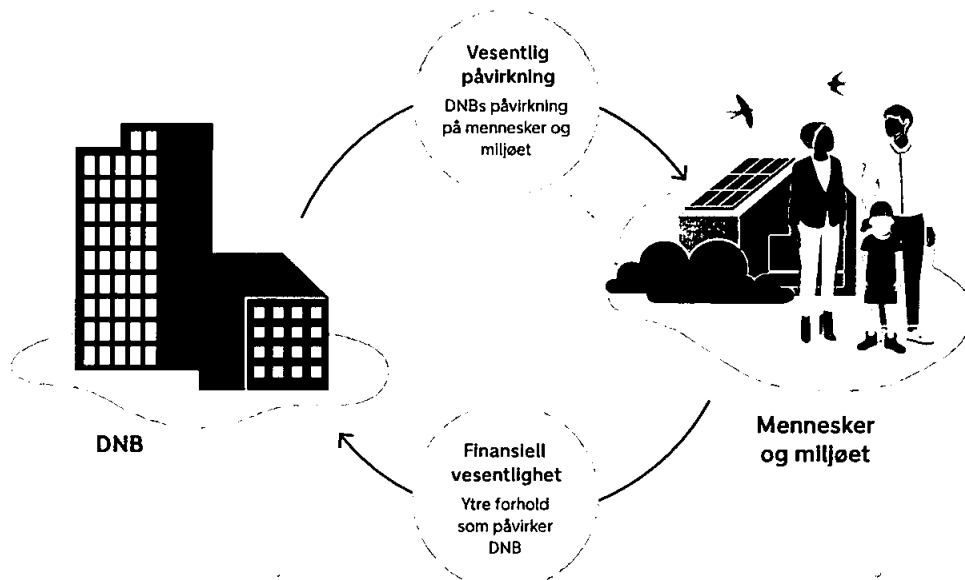 Vesentlig
påvirkning
DNBs påvirkning
på mennesker og
miljøet
DNB
Mennesker
og miljøet
Finansiell
vesentlighet
Ytre forhold
som påvirker
DNB